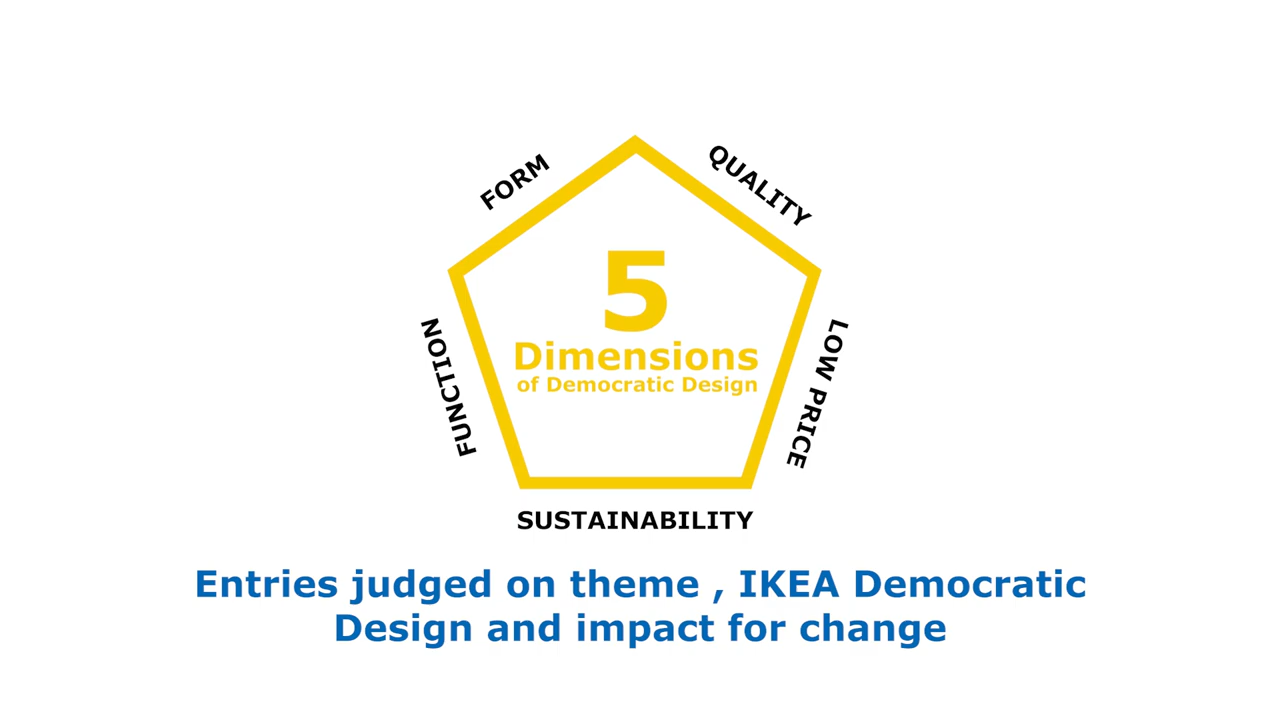 FORM
QUALITY
5
Dimensions
of Democratic Design
FUNCTION
LOW PRICE
SUSTAINABILITY
Entries judged on theme , IKEA Democratic
Design and impact for change